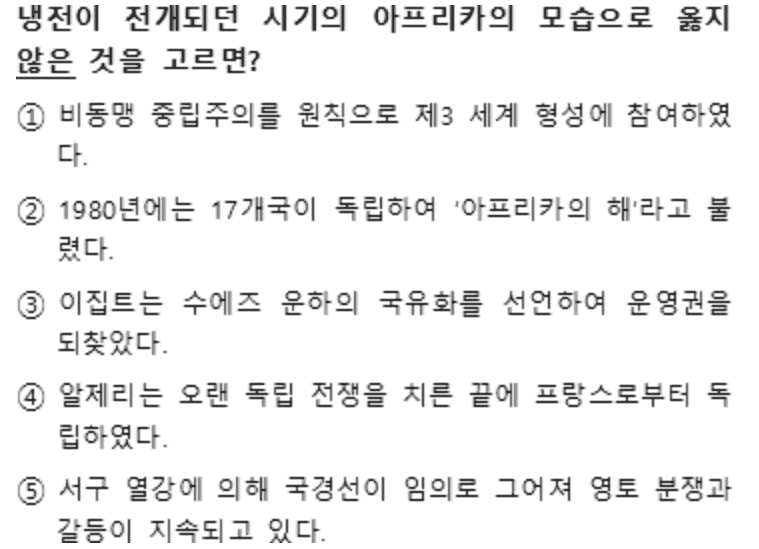 냉전이 전개되던 시기의 아프리카의 모습으로 옳지
않은 것을 고르면?
① 비동맹 중립주의를 원칙으로 제3 세계 형성에 참여하였
다.
② 1980년에는 17개국이 독립하여 '아프리카의 해'라고 불
렸다.
③ 이집트는 수에즈 운하의 국유화를 선언하여 운영권을
되찾았다.
④ 알제리는 오랜 독립 전쟁을 치른 끝에 프랑스로부터 독
립하였다.
⑤ 서구 열강에 의해 국경선이 임의로 그어져 영토 분쟁과
갈등이 지속되고 있다.